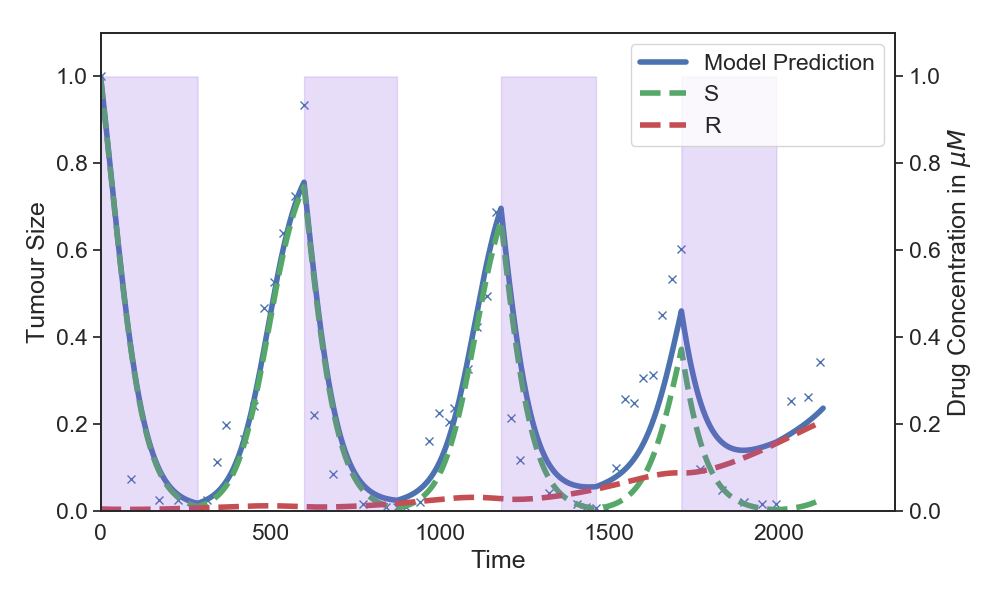 Model Prediction
S
R
1.0
0.8
0.6
0.4
0.2
0.0
Tumour Size
1.0
0.8
0.6
0.4
0.2
0.0
Drug Concentration in μM
0
500
1000
1500
2000
Time